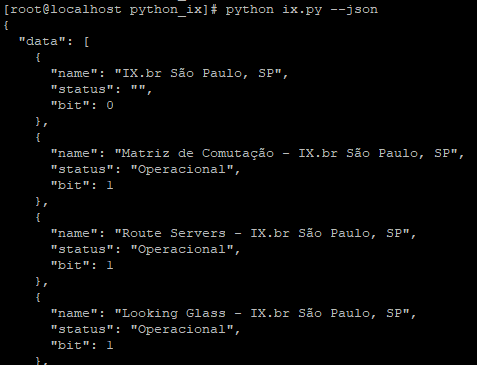 [root@localhost python_ix]# python ix.py --json
{
  "data": [
    {
      "name": "IX.br São Paulo, SP",
      "status": "",
      "bit": 0
    },
    {
      "name": "Matriz de Comutação – IX.br São Paulo, SP",
      "status": "Operacional",
      "bit": 1
    },
    {
      "name": "Route Servers – IX.br São Paulo, SP",
      "status": "Operacional",
      "bit": 1
    },
    {
      "name": "Looking Glass – IX.br São Paulo, SP",
      "status": "Operacional",
      "bit": 1
    },